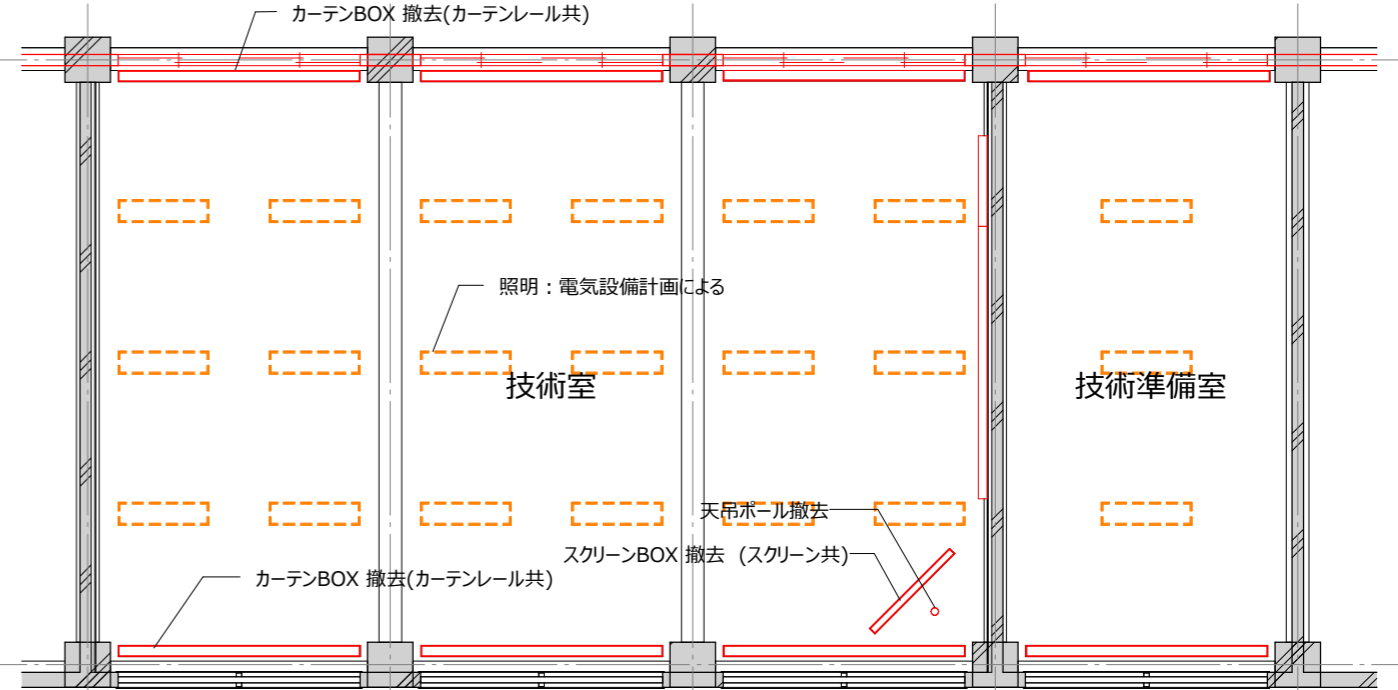 カーテンBOX 撤去(カーテンレール共)
照明：電気設備計画による
技術室
技術準備室
天吊ポール撤去
スクリーンBOX 撤去 (スクリーン共)
カーテンBOX 撤去(カーテンレール共)